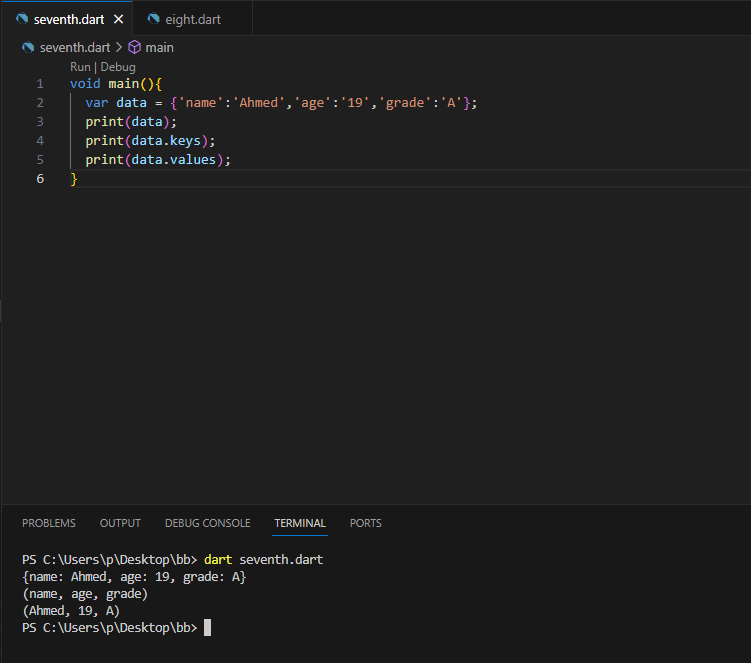 seventh.dart eight.dart
seventh.dart main
Run | Debug
1 void main(){
2 var data = {'name':'Ahmed','age':'19','grade':'A'};
3 print(data);
4 print(data.keys);
5 print(data.values);
6 }
PROBLEMS OUTPUT DEBUG CONSOLE TERMINAL PORTS
PS C:\Users\p\Desktop\bb> dart seventh.dart
{name: Ahmed, age: 19, grade: A}
(name, age, grade)
(Ahmed, 19, A)
PS C:\Users\p\Desktop\bb>